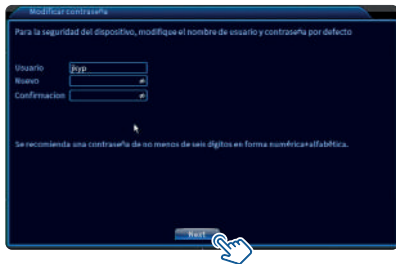 Modificar contraseña
Para la seguridad del dispositivo, modifique el nombre de usuario y contraseña por defecto
Usuario jkyp
Nuevo
Confirmacion
Se recomienda una contraseña de no menos de seis dígitos en forma numérica+alfabética.
Next